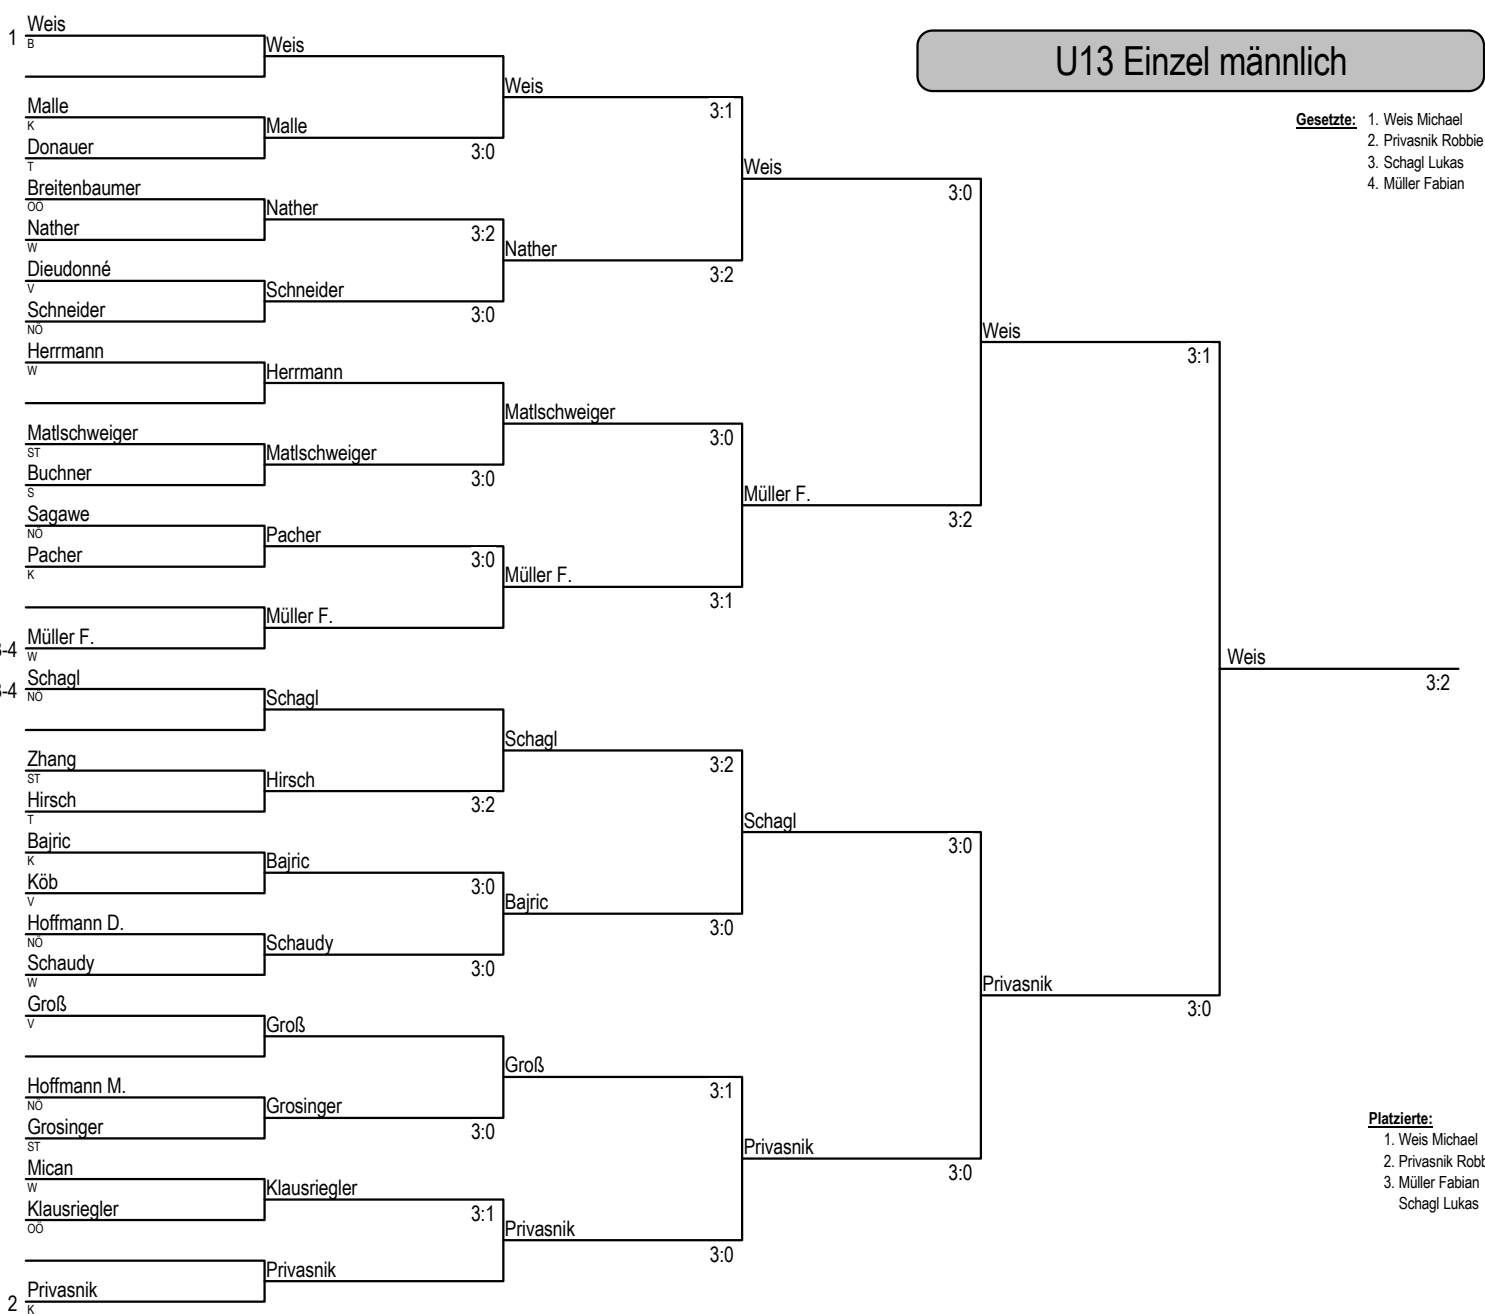 U13 Einzel männlich
Gesetzte: 1. Weis Michael
2. Privasnik Robbie
3. Schagl Lukas
4. Müller Fabian
1
Weis
B
Malle
K
Donauer
T
Breitenbaumer
OÖ
Nather
W
Dieudonné
V
Schneider
NÖ
Herrmann
W
Matlschweiger
ST
Buchner
S
Sagawe
NÖ
Pacher
K
3-4
Müller F.
W
3-4
Schagl
NÖ
Zhang
ST
Hirsch
T
Bajric
K
Köb
V
Hoffmann D.
NÖ
Schaudy
W
Groß
V
Hoffmann M.
NÖ
Grosinger
ST
Mican
W
Klausriegler
OÖ
2
Privasnik
K
Weis
Malle
3:0
Nather
3:2
Schneider
3:0
Herrmann
Matlschweiger
3:0
Pacher
3:0
Müller F.
Schagl
Hirsch
3:2
Bajric
3:0
Schaudy
3:0
Groß
Grosinger
3:0
Klausriegler
3:1
Privasnik
Weis
3:1
Nather
3:2
Matlschweiger
3:0
Müller F.
3:1
Schagl
3:2
Bajric
3:0
Groß
3:1
Privasnik
3:0
Weis
3:0
Müller F.
3:2
Schagl
3:0
Privasnik
3:0
Weis
3:1
Privasnik
3:0
Weis
3:2
Platzierte:
1. Weis Michael
2. Privasnik Robb
3. Müller Fabian
Schagl Lukas